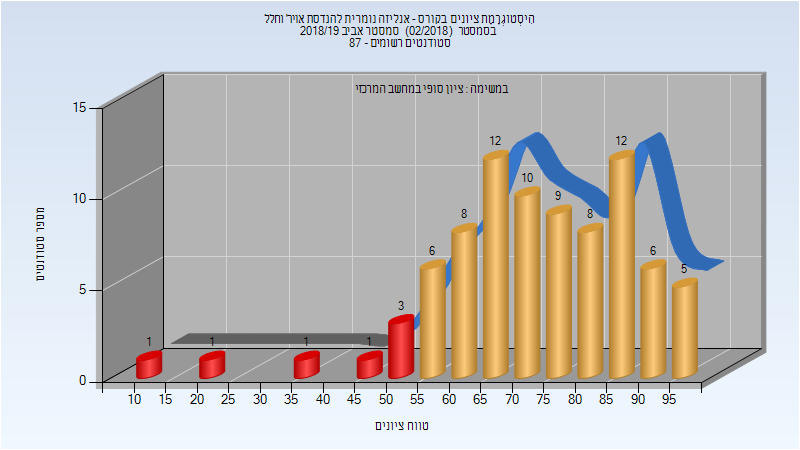 היסטוגרמת ציונים בקורס - אנליזה נומרית להנדסת אויר וחלל
בסמסטר (02/2018) סמסטר אביב 2018/19
סטודנטים רשומים - 87
במשימה : ציון סופי במחשב המרכזי
15
10
5
0
מספר סטודנטים
1
1
1
1
3
6
8
12
10
9
8
12
6
5
10 15 20 25 30 35 40 45 50 55 60 65 70 75 80 85 90 95
טווח ציונים